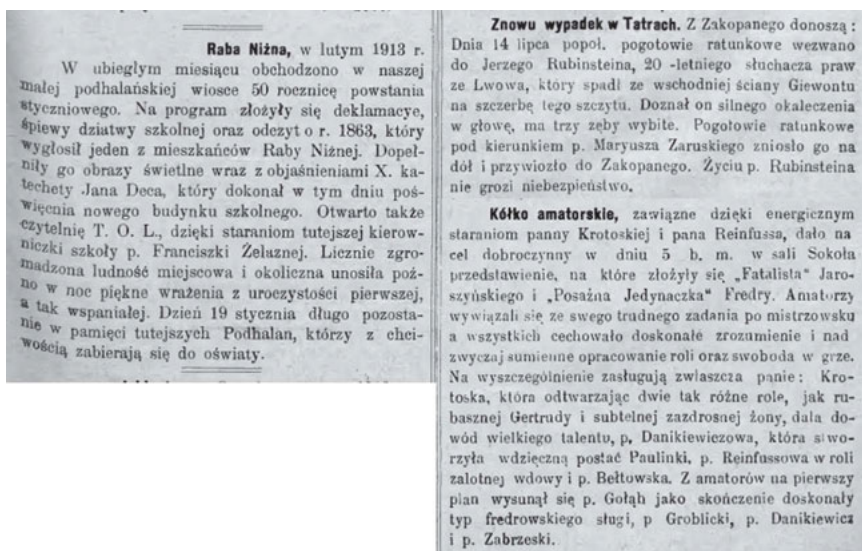 Raba Niżna, w lutym 1913 r.
W ubiegłym miesiącu obchodzono w naszej
małej podhalańskiej wiosce 50 rocznicę powstania
styczniowego. Na program złożyły się deklamacye,
śpiewy dziatwy szkolnej oraz odczyt o r. 1863, który
wygłosił jeden z mieszkańców Raby Niżnej. Dopeł-
niły go obrazy świetlne wraz z objaśnieniami X. ka-
techety Jana Deca, który dokonał w tym dniu poś-
więcnia nowego budynku szkolnego. Otwarto także
czytelnię T. O. L., dzięki staraniom tutejszej kierow-
niczki szkoły p. Franciszki Żelaznej. Licznie zgro-
madzona ludność miejscowa i okoliczna unosiła póź-
no w noc piękne wrażenia z uroczystości pierwszej,
a tak wspaniałej. Dzień 19 stycznia długo pozosta-
nie w pamięci tutejszych Podhalan, którzy z chci-
wością zabierają się do oświaty.
Znowu wypadek w Tatrach. Z Zakopanego donoszą:
Dnia 14 lipca popoł. pogotowie ratunkowe wezwano
do Jerzego Rubinsteina, 20 -letniego słuchacza praw
ze Lwowa, który spadł ze wschodniej ściany Giewontu
na szczerbę tego szczytu. Doznał on silnego okaleczenia
w głowę, ma trzy zęby wybite. Pogotowie ratunkowe
pod kierunkiem p. Maryusza Zaruskiego zniosło go na
dół i przywiozło do Zakopanego. Życiu p. Rubinsteina
nie grozi niebezpieństwo.
Kółko amatorskie, zawiązne dzięki energicznym
staraniom panny Krotoskiej i pana Reinfussa, dało na
cel dobroczynny w dniu 5 b. m. w sali Sokoła
przedstawienie, na które złożyły się „Fatalista" Jaro-
szyńskiego i „Posażna Jedynaczka" Fredry. Amatorzy
wywiązali się ze swego trudnego zadania po mistrzowsku
a wszystkich cechowało doskonałe zrozumienie i nad
zwyczaj sumienne opracowanie roli oraz swoboda w grze.
Na wyszczególnienie zasługują zwłaszcza panie: Kro-
toska, która odtwarzając dwie tak różne role, jak ru-
basznej Gertrudy i subtelnej zazdrosnej żony, dała do-
wód wielkiego talentu, p. Danikiewiczowa, która stwo-
rzyła wdzięczną postać Paulinki, p. Reinfussowa w roli
zalotnej wdowy i p. Bełtowska. Z amatorów na pierwszy
plan wysunął się p. Gołąb jako skończenie doskonały
typ fredrowskiego sługi, p Groblicki, p. Danikiewicz
i p. Zabrzeski.